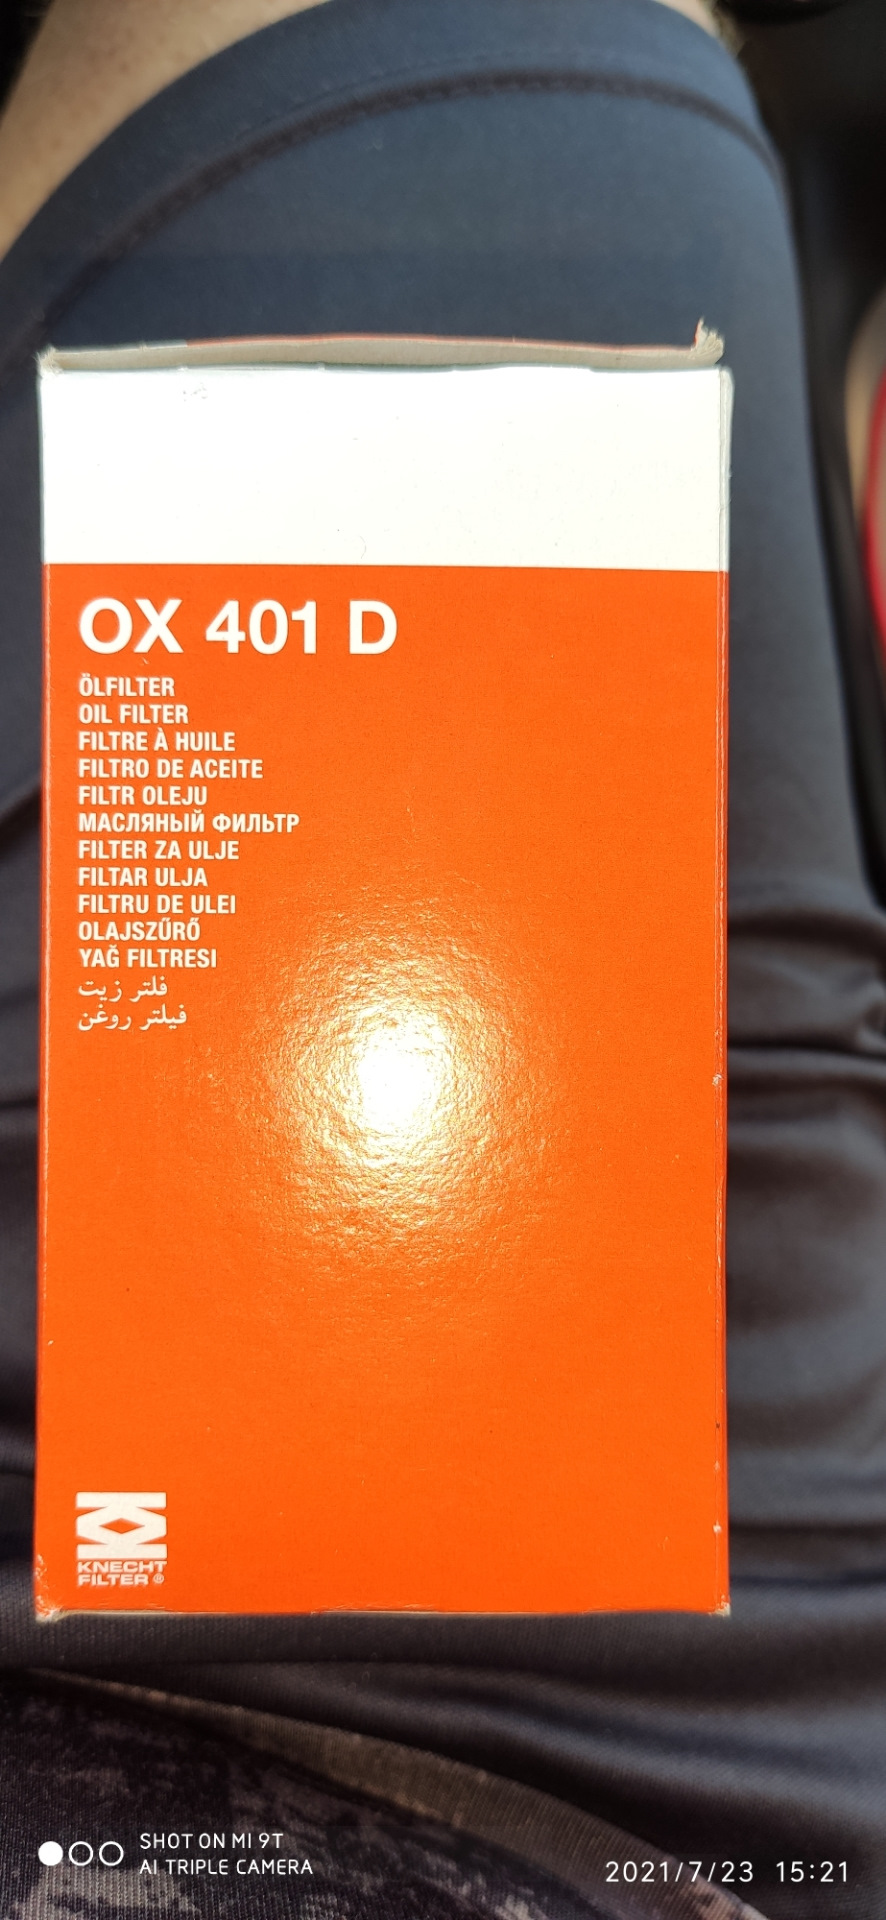 OX 401 D
ÖLFILTER
OIL FILTER
FILTRE À HUILE
FILTRO DE ACEITE
FILTR OLEJU
МАСЛЯНЫЙ ФИЛЬТР
FILTER ZA ULJE
FILTAR ULJA
FILTRU DE ULEI
OLAJSZŰRŐ
YAĞ FILTRESI
فلتر زيت
فیلتر روغن
KNECHT
FILTER®
SHOT ON MI 9T
AI TRIPLE CAMERA
2021/7/23 15:21